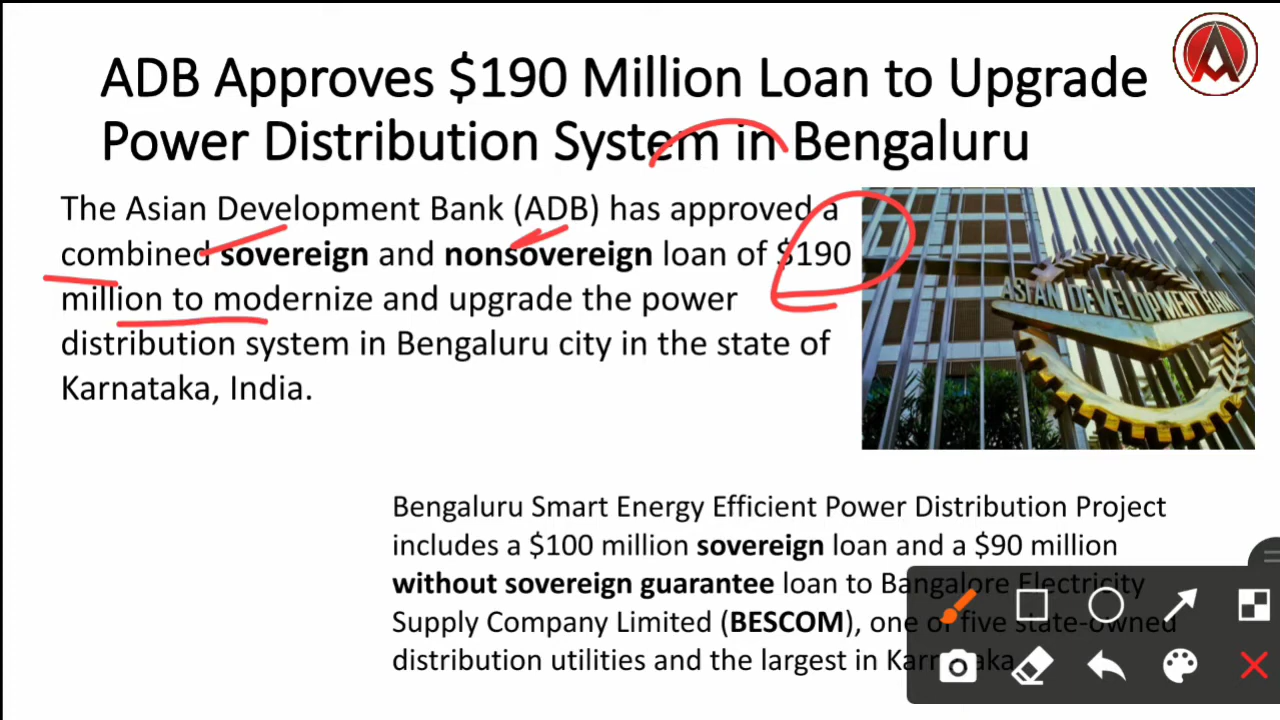 ADB Approves $190 Million Loan to Upgrade
Power Distribution System in Bengaluru
The Asian Development Bank (ADB) has approved a
combined sovereign and nonsovereign loan of $190
million to modernize and upgrade the power
distribution system in Bengaluru city in the state of
Karnataka, India.
ASIAN DEVELOPMENT BANK
Bengaluru Smart Energy Efficient Power Distribution Project
includes a $100 million sovereign loan and a $90 million
without sovereign guarantee loan to Bangalore Electricity
Supply Company Limited (BESCOM), one of five state-owned
distribution utilities and the largest in Karnataka